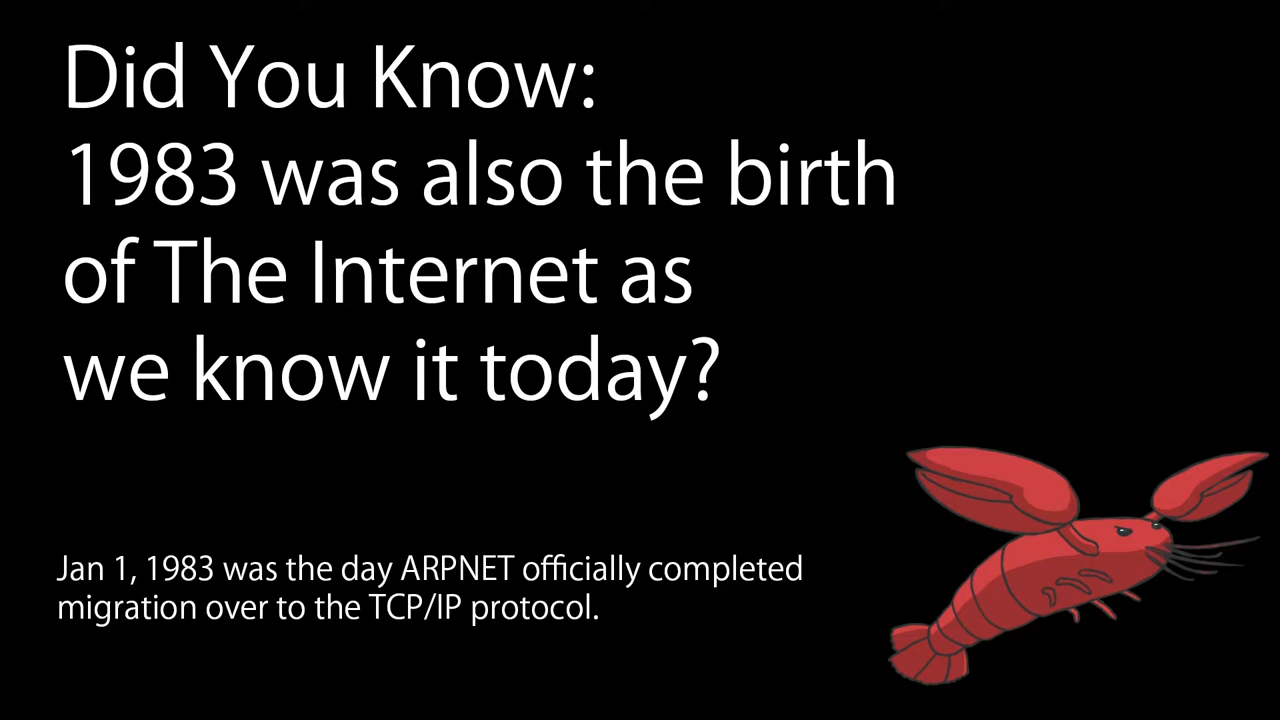 Did You Know:
1983 was also the birth
of The Internet as
we know it today?
Jan 1, 1983 was the day ARPNET officially completed
migration over to the TCP/IP protocol.